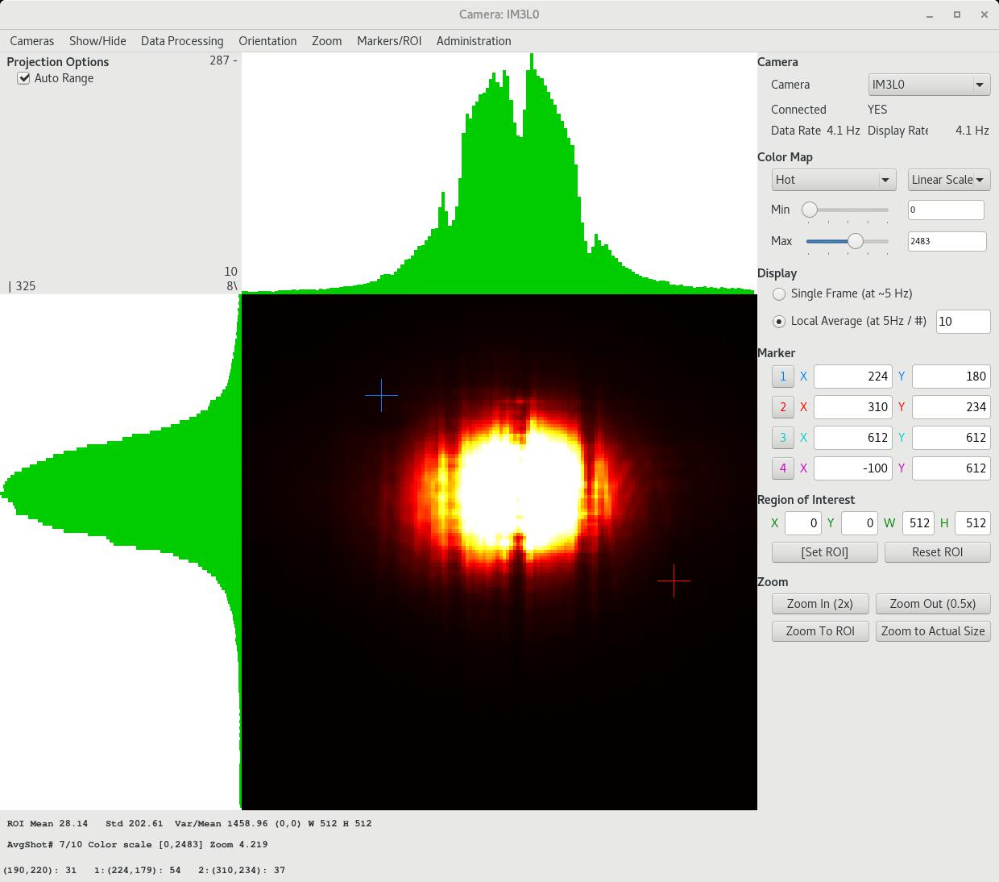 Camera: IM3L0
Cameras Show/Hide Data Processing Orientation Zoom Markers/ROI Administration
Projection Options
Auto Range
287 -
10
| 325
8\
Camera
Camera IM3L0
Connected YES
Data Rate 4.1 Hz Display Rate 4.1 Hz
Color Map
Hot Linear Scale
Min 0
Max 2483
Display
Single Frame (at ~5 Hz)
Local Average (at 5Hz / #) 10
Marker
1 X 224 Y 180
2 X 310 Y 234
3 X 612 Y 612
4 X -100 Y 612
Region of Interest
X 0 Y 0 W 512 H 512
[Set ROI] Reset ROI
Zoom
Zoom In (2x) Zoom Out (0.5x)
Zoom To ROI Zoom to Actual Size
ROI Mean 28.14 Std 202.61 Var/Mean 1458.96 (0,0) W 512 H 512
AvgShot# 7/10 Color scale [0,2483] Zoom 4.219
(190,220): 31 1:(224,179): 54 2:(310,234): 37